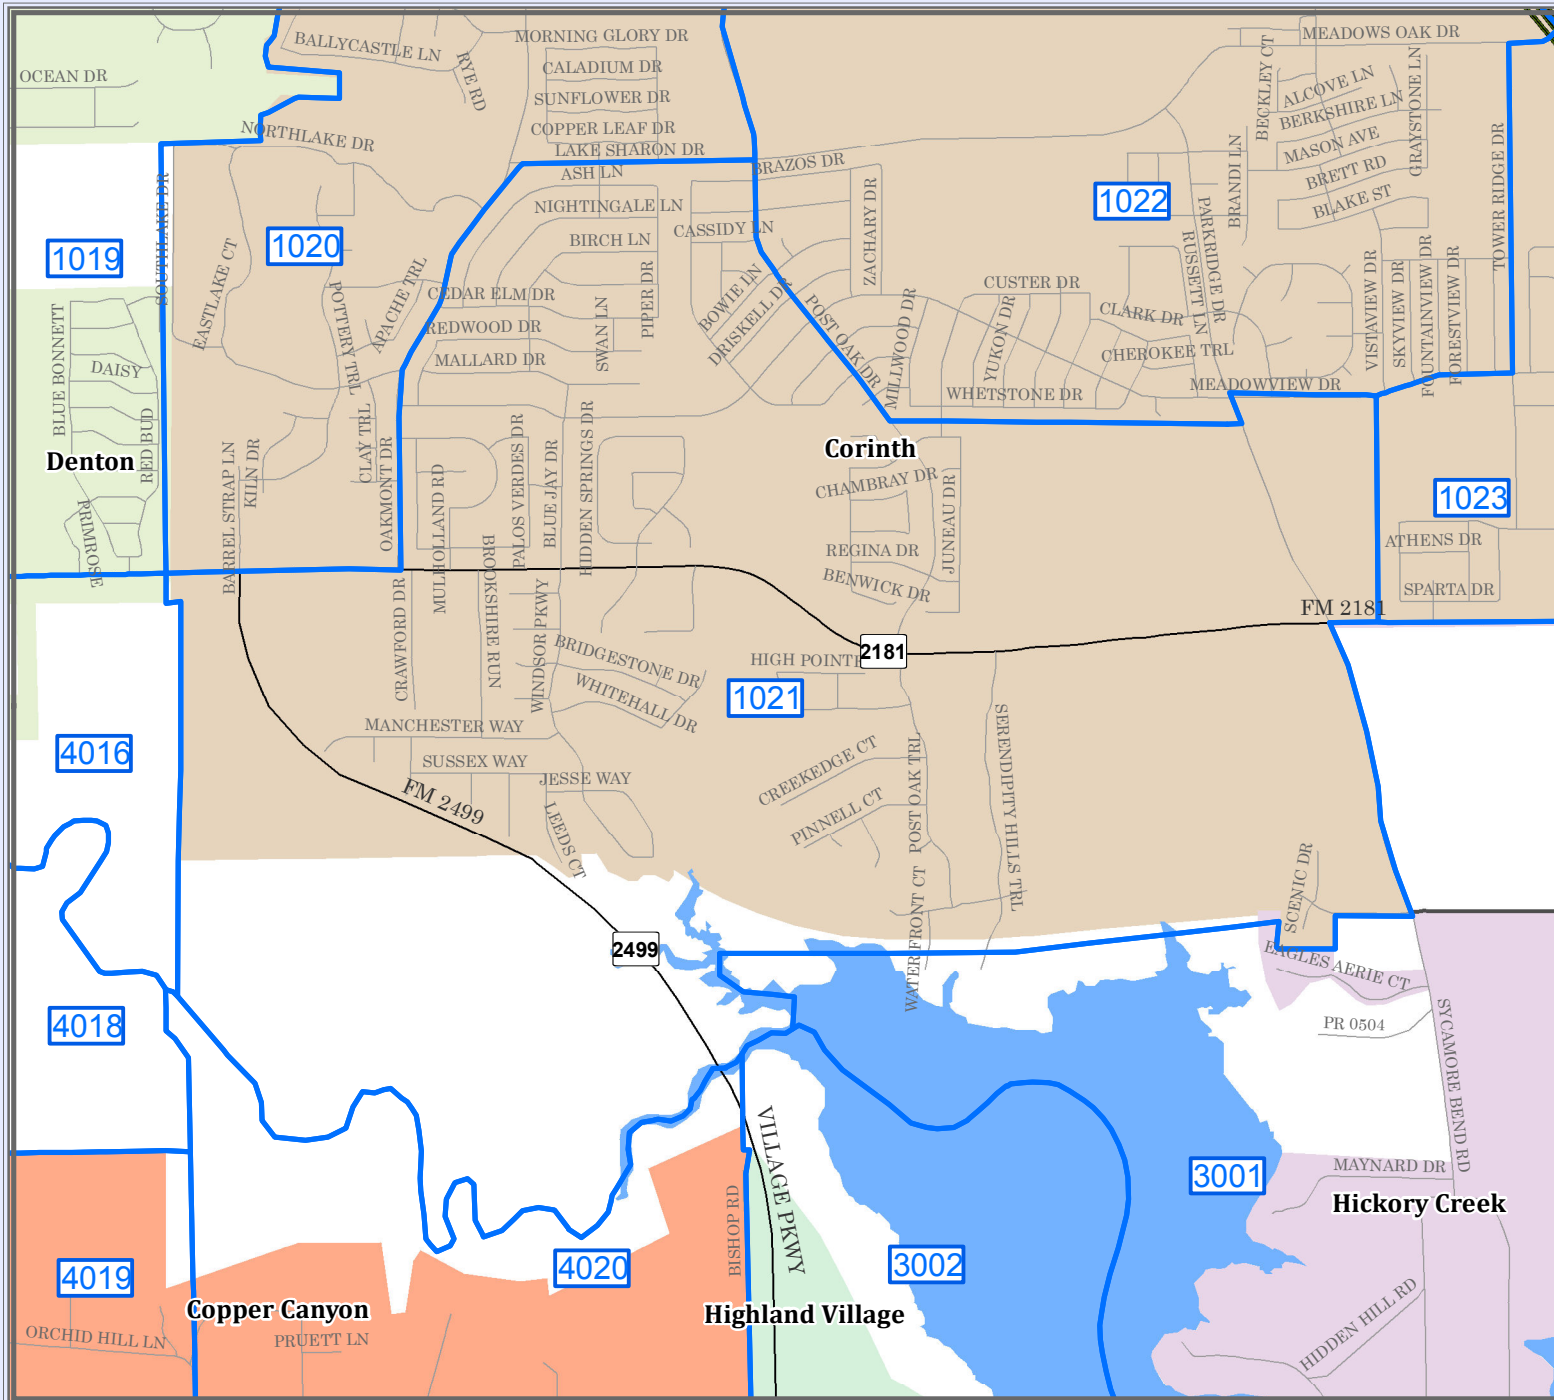 BALLYCASTLE LN
RYE RD
MORNING GLORY DR
CALADIUM DR
SUNFLOWER DR
COPPER LEAF DR
LAKE SHARON DR
MEADOWS OAK DR
BECKLEY CT
ALCOVE LN
BERKSHIRE LN
GRAYSTONE LN
MASON AVE
BRETT RD
BLAKE ST
TOWER RIDGE DR
OCEAN DR
NORTHLAKE DR
SOUTHLAKE DR
ASH LN
BRAZOS DR
NIGHTINGALE LN
CASSIDY LN
ZACHARY DR
BRANDI LN
1022
PARKRIDGE DR
RUSSETT LN
1019
1020
EASTLAKE CT
BIRCH LN
PIPER DR
BOWIE LN
DRISKELL DR
POST OAK DR
MILLWOOD DR
CUSTER DR
YUKON DR
CLARK DR
CHEROKEE TRL
VISTAVIEW DR
SKYVIEW DR
FOUNTAINVIEW DR
FORESTVIEW DR
POTTERY TRL
APACHE TRL
CEDAR ELM DR
REDWOOD DR
SWAN LN
MALLARD DR
WHETSTONE DR
MEADOWVIEW DR
BLUE BONNETT
DAISY
RED BUD
Denton
PRIMROSE
BARREL STRAP LN
KILN DR
CLAY TRL
OAKMONT DR
MULHOLLAND RD
PALOS VERDES DR
BLUE JAY DR
HIDDEN SPRINGS DR
Corinth
CHAMBRAY DR
JUNEAU DR
REGINA DR
BENWICK DR
1023
ATHENS DR
SPARTA DR
FM 2181
CRAWFORD DR
BROOKSHIRE RUN
WINDSOR PKWY
BRIDGESTONE DR
WHITEHALL DR
HIGH POINTE
2181
1021
4016
MANCHESTER WAY
SUSSEX WAY
JESSE WAY
FM 2499
LEEDS CT
CREEKEDGE CT
PINNELL CT
POST OAK TRL
SERENDIPITY HILLS TRL
WATERFRONT CT
SCENIC DR
2499
EAGLES AERIE CT
4018
PR 0504
SYCAMORE BEND RD
VILLAGE PKWY
BISHOP RD
3001
MAYNARD DR
Hickory Creek
4019
4020
3002
Copper Canyon
Highland Village
ORCHID HILL LN
PRUETT LN
HIDDEN HILL RD